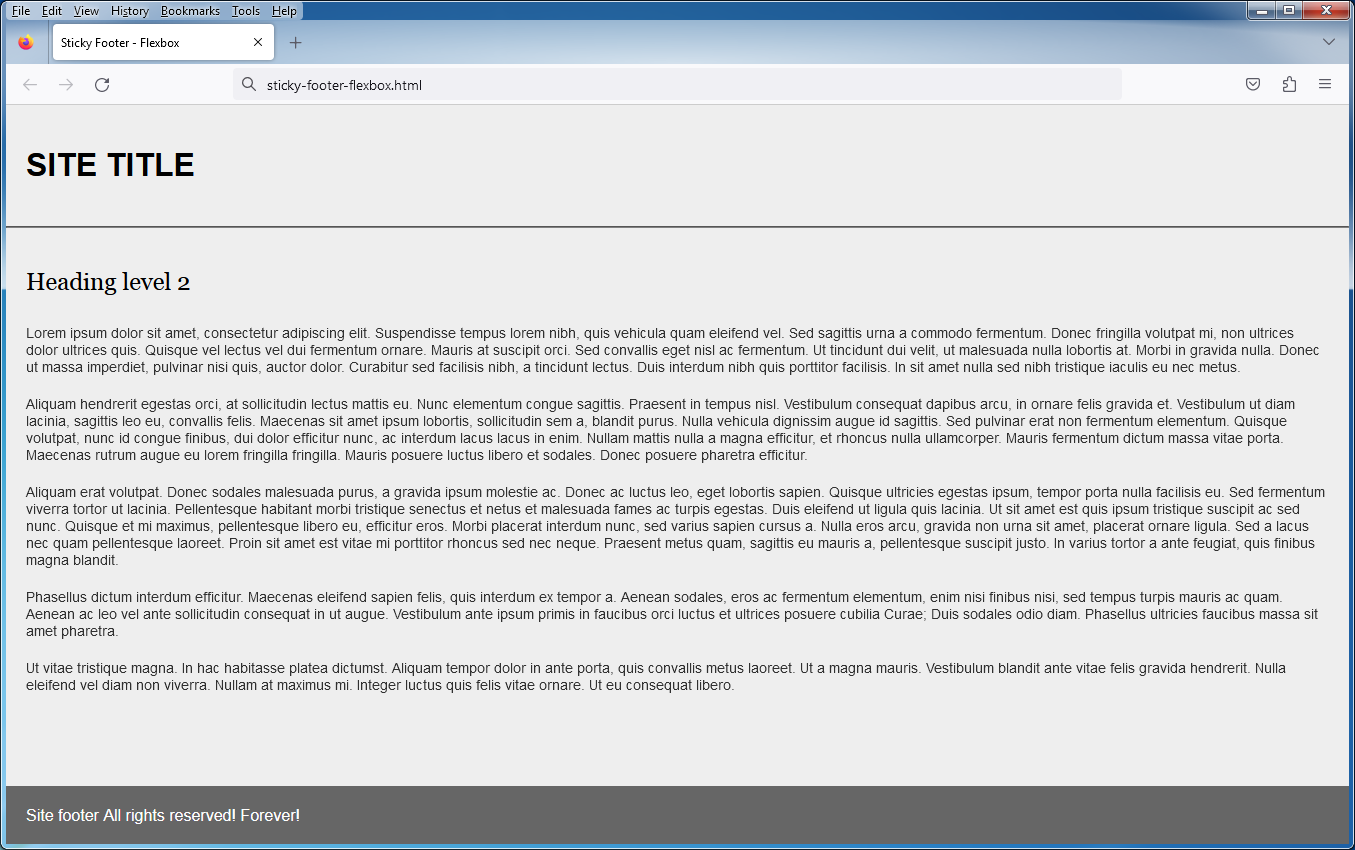 File Edit View History Bookmarks Tools Help
Sticky Footer - Flexbox
sticky-footer-flexbox.html
SITE TITLE
Heading level 2
Lorem ipsum dolor sit amet, consectetur adipiscing elit. Suspendisse tempus lorem nibh, quis vehicula quam eleifend vel. Sed sagittis urna a commodo fermentum. Donec fringilla volutpat mi, non ultrices
dolor ultrices quis. Quisque vel lectus vel dui fermentum ornare. Mauris at suscipit orci. Sed convallis eget nisl ac fermentum. Ut tincidunt dui velit, ut malesuada nulla lobortis at. Morbi in gravida nulla. Donec
ut massa imperdiet, pulvinar nisi quis, auctor dolor. Curabitur sed facilisis nibh, a tincidunt lectus. Duis interdum nibh quis porttitor facilisis. In sit amet nulla sed nibh tristique iaculis eu nec metus.
Aliquam hendrerit egestas orci, at sollicitudin lectus mattis eu. Nunc elementum congue sagittis. Praesent in tempus nisl. Vestibulum consequat dapibus arcu, in ornare felis gravida et. Vestibulum ut diam
lacinia, sagittis leo eu, convallis felis. Maecenas sit amet ipsum lobortis, sollicitudin sem a, blandit purus. Nulla vehicula dignissim augue id sagittis. Sed pulvinar erat non fermentum elementum. Quisque
volutpat, nunc id congue finibus, dui dolor efficitur nunc, ac interdum lacus lacus in enim. Nullam mattis nulla a magna efficitur, et rhoncus nulla ullamcorper. Mauris fermentum dictum massa vitae porta.
Maecenas rutrum augue eu lorem fringilla fringilla. Mauris posuere luctus libero et sodales. Donec posuere pharetra efficitur.
Aliquam erat volutpat. Donec sodales malesuada purus, a gravida ipsum molestie ac. Donec ac luctus leo, eget lobortis sapien. Quisque ultricies egestas ipsum, tempor porta nulla facilisis eu. Sed fermentum
viverra tortor ut lacinia. Pellentesque habitant morbi tristique senectus et netus et malesuada fames ac turpis egestas. Duis eleifend ut ligula quis lacinia. Ut sit amet est quis ipsum tristique suscipit ac sed
nunc. Quisque et mi maximus, pellentesque libero eu, efficitur eros. Morbi placerat interdum nunc, sed varius sapien cursus a. Nulla eros arcu, gravida non urna sit amet, placerat ornare ligula. Sed a lacus
nec quam pellentesque laoreet. Proin sit amet est vitae mi porttitor rhoncus sed nec neque. Praesent metus quam, sagittis eu mauris a, pellentesque suscipit justo. In varius tortor a ante feugiat, quis finibus
magna blandit.
Phasellus dictum interdum efficitur. Maecenas eleifend sapien felis, quis interdum ex tempor a. Aenean sodales, eros ac fermentum elementum, enim nisi finibus nisi, sed tempus turpis mauris ac quam.
Aenean ac leo vel ante sollicitudin consequat in ut augue. Vestibulum ante ipsum primis in faucibus orci luctus et ultrices posuere cubilia Curae; Duis sodales odio diam. Phasellus ultricies faucibus massa sit
amet pharetra.
Ut vitae tristique magna. In hac habitasse platea dictumst. Aliquam tempor dolor in ante porta, quis convallis metus laoreet. Ut a magna mauris. Vestibulum blandit ante vitae felis gravida hendrerit. Nulla
eleifend vel diam non viverra. Nullam at maximus mi. Integer luctus quis felis vitae ornare. Ut eu consequat libero.
Site footer All rights reserved! Forever!